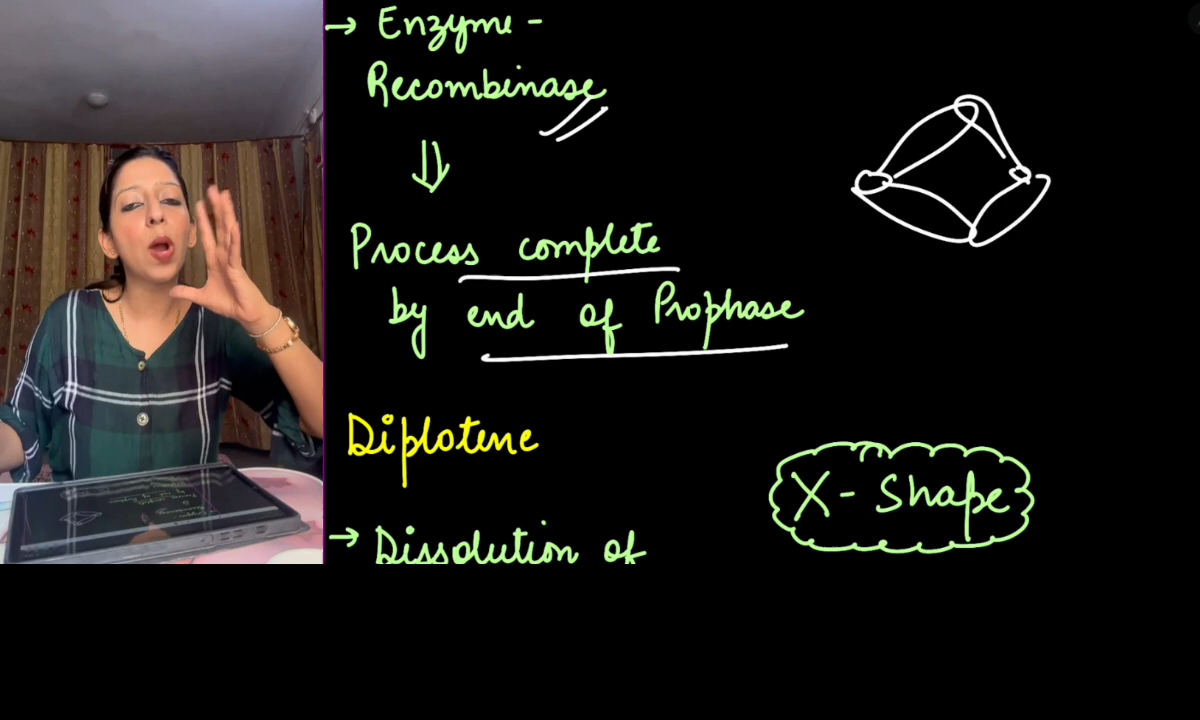 → Enzyme -
Recombinase
⇓
Process complete
by end of Prophase
Diplotene
X - Shape
→ Dissolution of